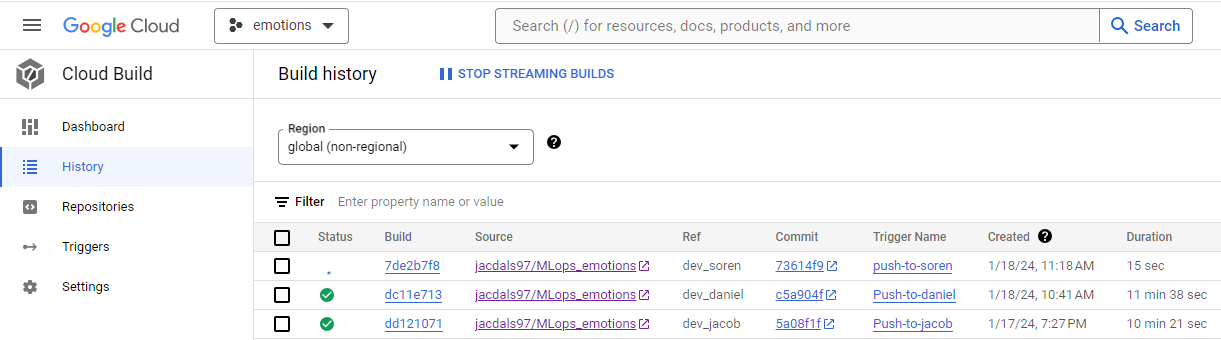 Google Cloud emotions Search (/) for resources, docs, products, and more Search
Cloud Build Build history STOP STREAMING BUILDS
Dashboard
History
Repositories
Triggers
Settings
Region
global (non-regional) ?
Filter Enter property name or value
Status Build Source Ref Commit Trigger Name Created ? Duration
7de2b7f8 jacdals97/MLops_emotions dev_soren 73614f9 push-to-soren 1/18/24, 11:18 AM 15 sec
dc11e713 jacdals97/MLops_emotions dev_daniel c5a904f Push-to-daniel 1/18/24, 10:41 AM 11 min 38 sec
dd121071 jacdals97/MLops_emotions dev_jacob 5a08f1f Push-to-jacob 1/17/24, 7:27 PM 10 min 21 sec